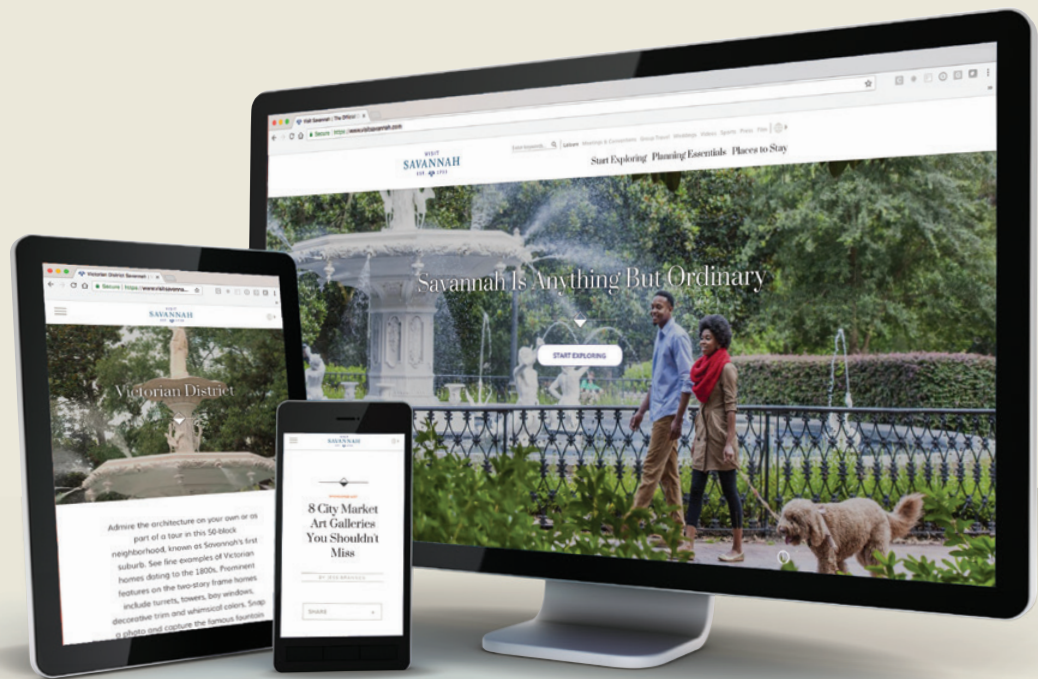 Visit Savannah | The Official
Secure | https://www.visitsavannah.com
VISIT
SAVANNAH
EST. 1733
Leisure Meetings & Conventions Group Travel Weddings Videos Sports Press Film
Start Exploring Planning Essentials Places to Stay
Savannah Is Anything But Ordinary
START EXPLORING
Victorian District Savannah |
Secure | https://www.visitsavanna...
VISIT
SAVANNAH
Victorian District
Admire the architecture on your own or as
part of a tour in this 50-block
neighborhood, known as Savannah's first
suburb. See fine examples of Victorian
homes dating to the 1800s. Prominent
features on the two-story frame homes
include turrets, towers, bay windows,
decorative trim and whimsical colors. Snap
a photo and capture the famous fountain
VISIT
SAVANNAH
8 City Market
Art Galleries
You Shouldn't
Miss
SHARE